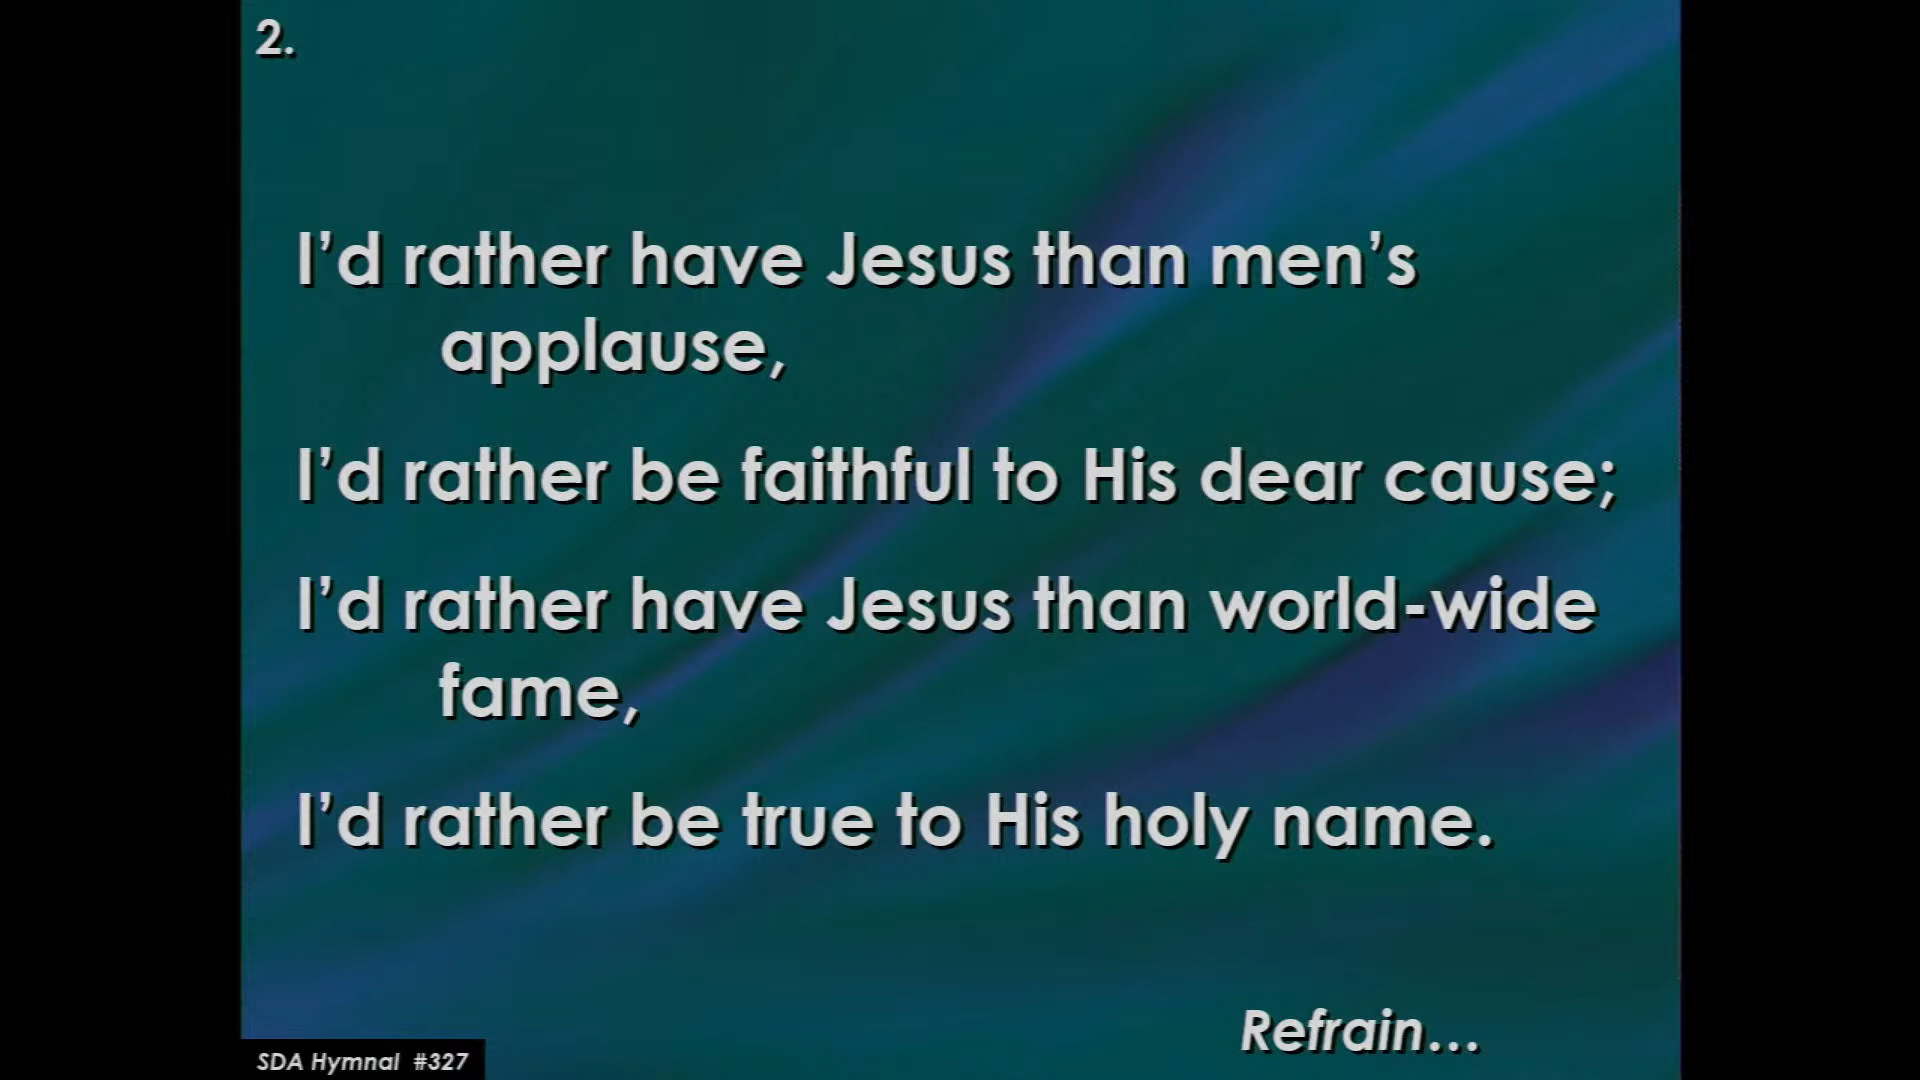 2.
I’d rather have Jesus than men’s
applause,
I’d rather be faithful to His dear cause;
I’d rather have Jesus than world-wide
fame,
I’d rather be true to His holy name.
Refrain…
SDA Hymnal #327